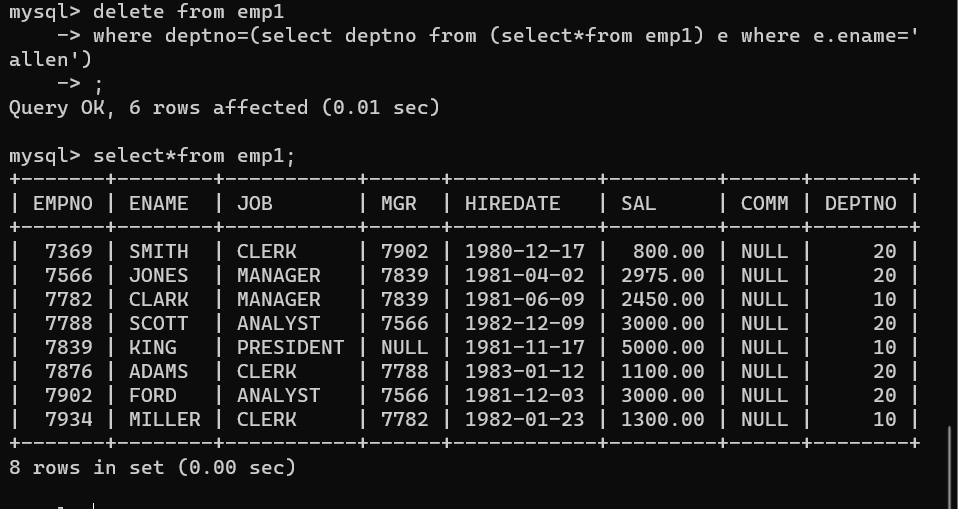 mysql> delete from emp1
    -> where deptno=(select deptno from (select*from emp1) e where e.ename='
allen')
    -> ;
Query OK, 6 rows affected (0.01 sec)

mysql> select*from emp1;
+-------+--------+-----------+------+------------+---------+------+--------+
| EMPNO | ENAME  | JOB       | MGR  | HIREDATE   | SAL     | COMM | DEPTNO |
+-------+--------+-----------+------+------------+---------+------+--------+
|  7369 | SMITH  | CLERK     | 7902 | 1980-12-17 |  800.00 | NULL |     20 |
|  7566 | JONES  | MANAGER   | 7839 | 1981-04-02 | 2975.00 | NULL |     20 |
|  7782 | CLARK  | MANAGER   | 7839 | 1981-06-09 | 2450.00 | NULL |     10 |
|  7788 | SCOTT  | ANALYST   | 7566 | 1982-12-09 | 3000.00 | NULL |     20 |
|  7839 | KING   | PRESIDENT | NULL | 1981-11-17 | 5000.00 | NULL |     10 |
|  7876 | ADAMS  | CLERK     | 7788 | 1983-01-12 | 1100.00 | NULL |     20 |
|  7902 | FORD   | ANALYST   | 7566 | 1981-12-03 | 3000.00 | NULL |     20 |
|  7934 | MILLER | CLERK     | 7782 | 1982-01-23 | 1300.00 | NULL |     10 |
+-------+--------+-----------+------+------------+---------+------+--------+
8 rows in set (0.00 sec)